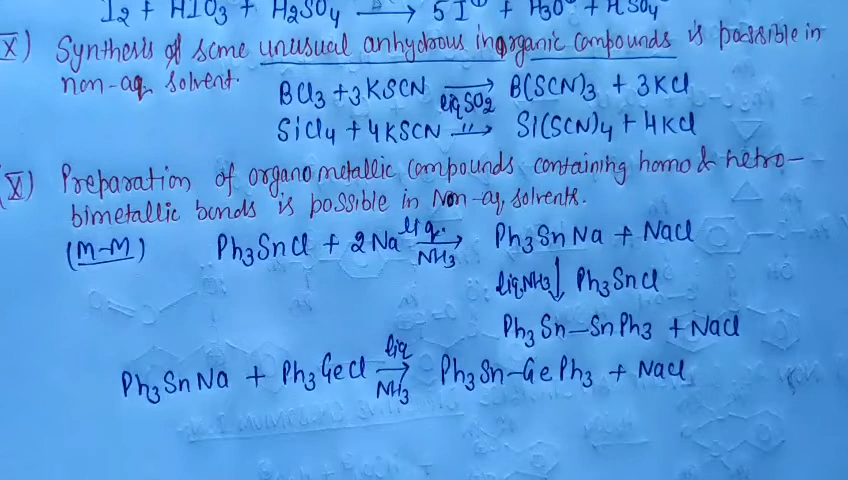 I2 + HIO3 + H2SO4 → 5I + H3O + HSO4
X) Synthesis of some unusual anhydrous inorganic compounds is possible in
non-aq. solvent.
BCl3 + 3KSCN liq SO2 → B(SCN)3 + 3KCl
SiCl4 + 4KSCN " → Si(SCN)4 + 4KCl
X) Preparation of organometallic compounds containing homo & hetro-
bimetallic bonds is possible in Non-aq, solvents.
(M-M) Ph3SnCl + 2Na liq. NH3 → Ph3SnNa + NaCl
liq.NH3 ↓ Ph3SnCl
Ph3Sn-SnPh3 + NaCl
Ph3SnNa + Ph3GeCl liq NH3 → Ph3Sn-GePh3 + NaCl